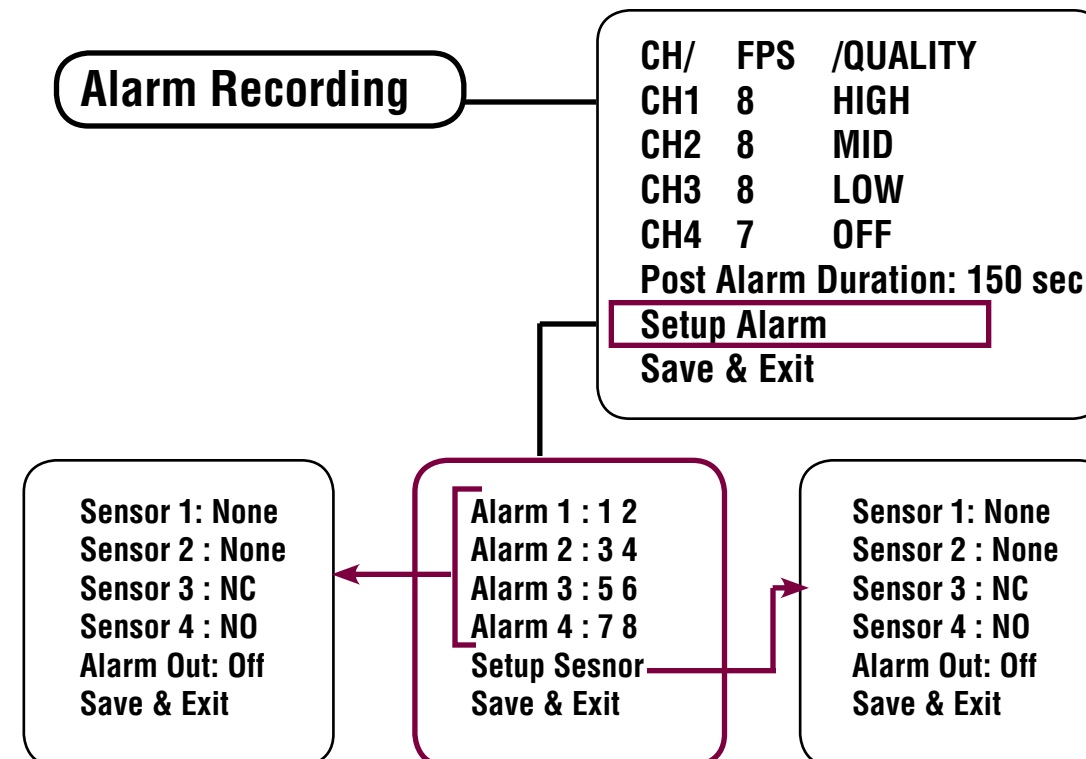 Alarm Recording
CH/ FPS /QUALITY
CH1 8 HIGH
CH2 8 MID
CH3 8 LOW
CH4 7 OFF
Post Alarm Duration: 150 sec
Setup Alarm
Save & Exit
Sensor 1: None
Sensor 2 : None
Sensor 3 : NC
Sensor 4 : NO
Alarm Out: Off
Save & Exit
Alarm 1 : 1 2
Alarm 2 : 3 4
Alarm 3 : 5 6
Alarm 4 : 7 8
Setup Sesnor
Save & Exit
Sensor 1: None
Sensor 2 : None
Sensor 3 : NC
Sensor 4 : NO
Alarm Out: Off
Save & Exit